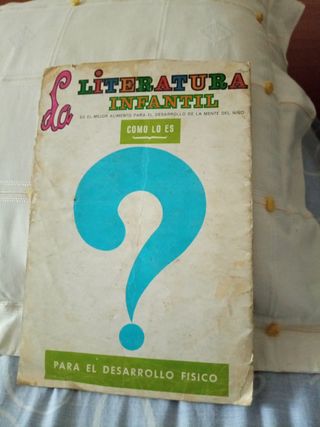 La LITERATURA
INFANTIL
ES EL MEJOR ALIMENTO PARA EL DESARROLLO DE LA MENTE DEL NIÑO
COMO LO ES
?
PARA EL DESARROLLO FISICO